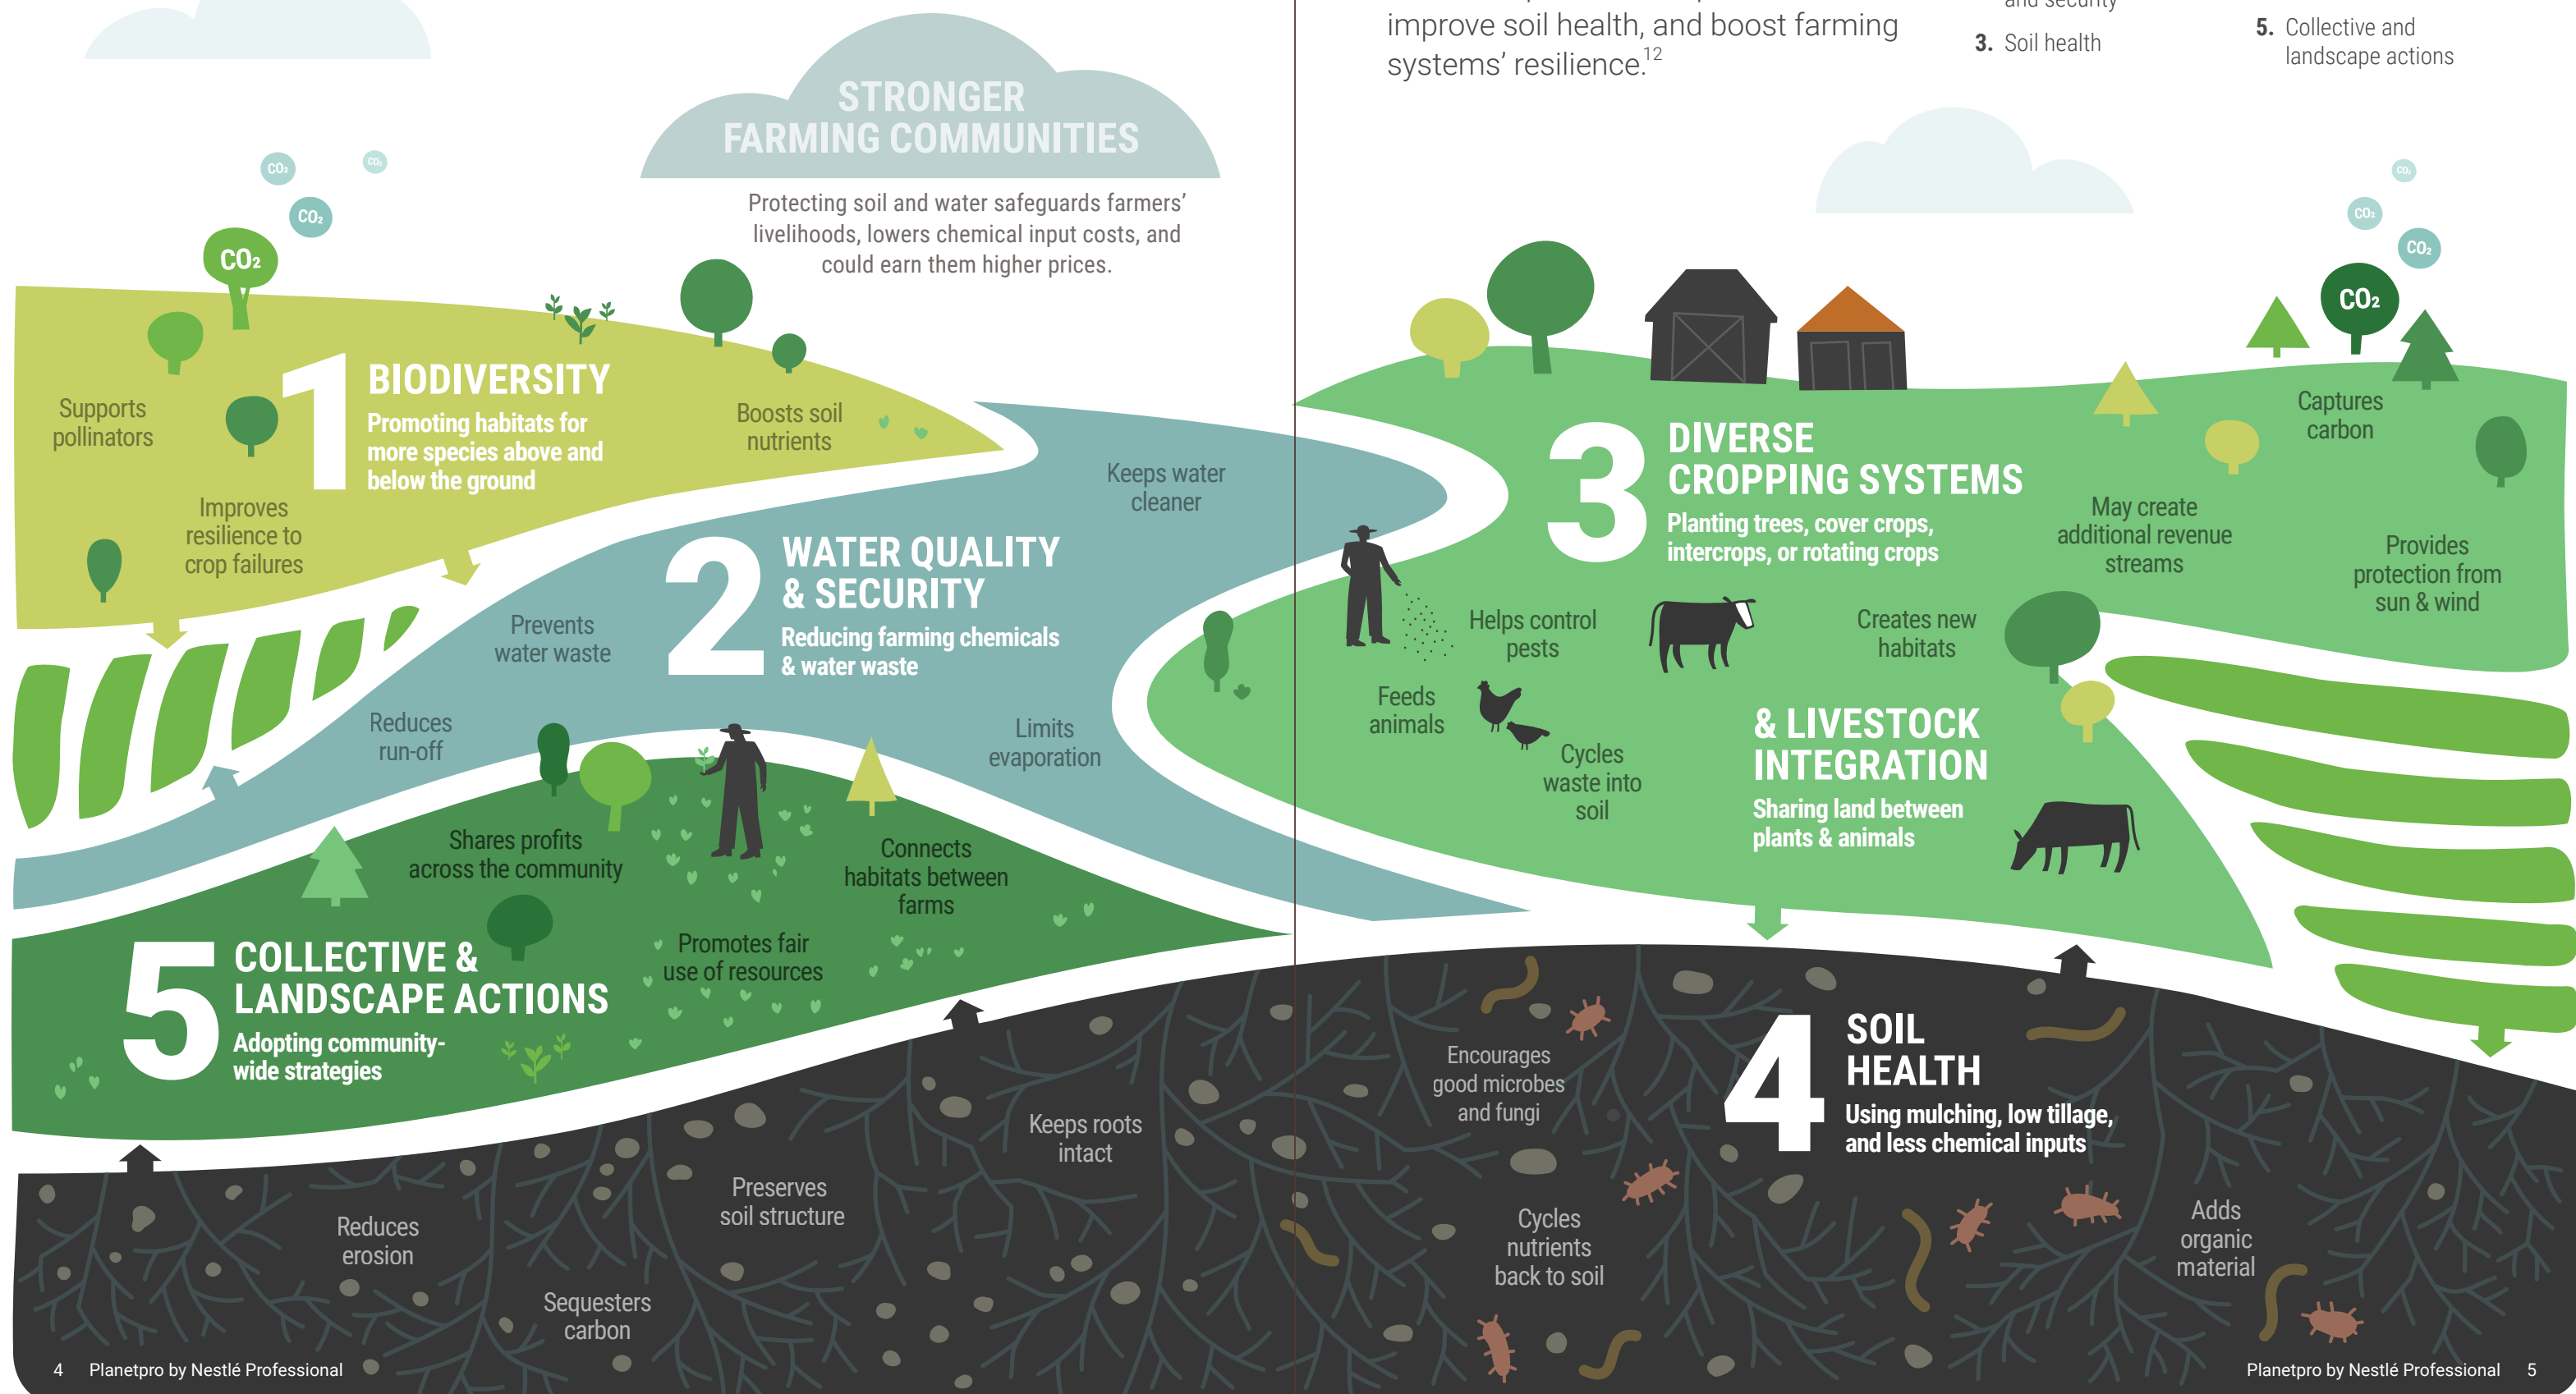 improve soil health, and boost farming
systems’ resilience.12
and security
3. Soil health
5. Collective and
landscape actions
STRONGER
FARMING COMMUNITIES
Protecting soil and water safeguards farmers’
livelihoods, lowers chemical input costs, and
could earn them higher prices.
CO2
CO2
CO2
CO2
1
BIODIVERSITY
Promoting habitats for
more species above and
below the ground
Supports
pollinators
Improves
resilience to
crop failures
Boosts soil
nutrients
2
WATER QUALITY
& SECURITY
Reducing farming chemicals
& water waste
Keeps water
cleaner
Prevents
water waste
Reduces
run-off
Limits
evaporation
CO2
CO2
CO2
CO2
3
DIVERSE
CROPPING SYSTEMS
Planting trees, cover crops,
intercrops, or rotating crops
Captures
carbon
May create
additional revenue
streams
Provides
protection from
sun & wind
Helps control
pests
Creates new
habitats
Feeds
animals
Cycles
waste into
soil
& LIVESTOCK
INTEGRATION
Sharing land between
plants & animals
5
COLLECTIVE &
LANDSCAPE ACTIONS
Adopting community-
wide strategies
Shares profits
across the community
Connects
habitats between
farms
Promotes fair
use of resources
4
SOIL
HEALTH
Using mulching, low tillage,
and less chemical inputs
Encourages
good microbes
and fungi
Keeps roots
intact
Preserves
soil structure
Reduces
erosion
Sequesters
carbon
Cycles
nutrients
back to soil
Adds
organic
material
4 Planetpro by Nestlé Professional
Planetpro by Nestlé Professional 5